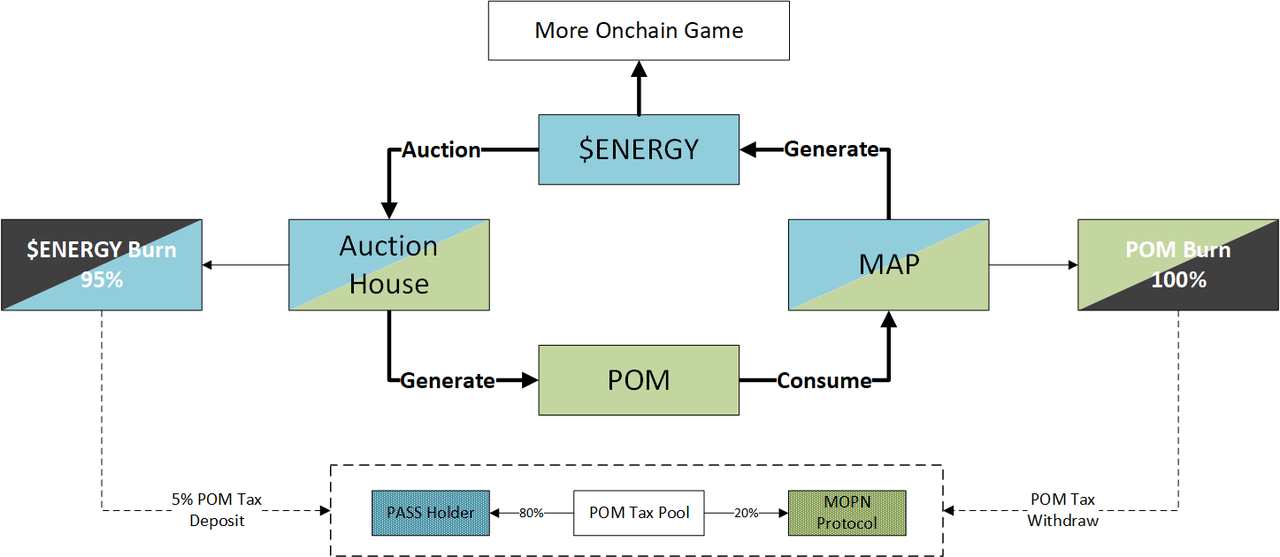 More Onchain Game
Auction
$ENERGY
Generate
$ENERGY Burn
95%
Auction
House
MAP
POM Burn
100%
Generate
POM
Consume
5% POM Tax
Deposit
PASS Holder
80%
POM Tax Pool
20%
MOPN
Protocol
POM Tax
Withdraw